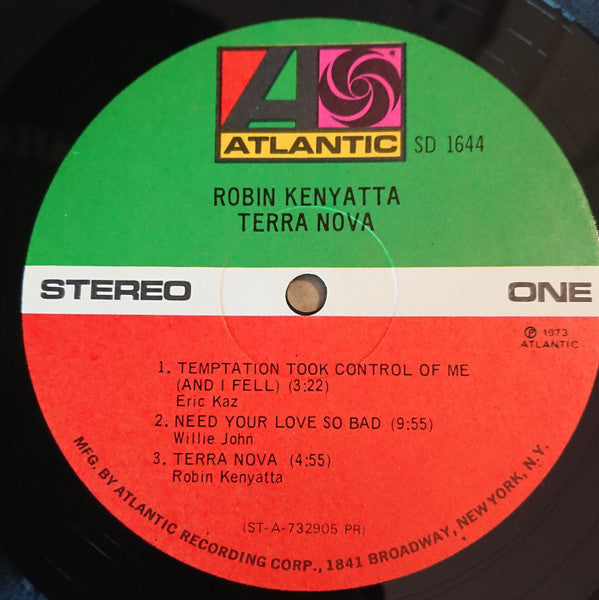 ATLANTIC
SD 1644
ROBIN KENYATTA
TERRA NOVA
STEREO
ONE
℗ 1973
ATLANTIC
1. TEMPTATION TOOK CONTROL OF ME
(AND I FELL) (3:22)
Eric Kaz
2. NEED YOUR LOVE SO BAD (9:55)
Willie John
3. TERRA NOVA (4:55)
Robin Kenyatta
(ST-A-732905 PR)
MFG. BY ATLANTIC RECORDING CORP., 1841 BROADWAY, NEW YORK, N.Y.